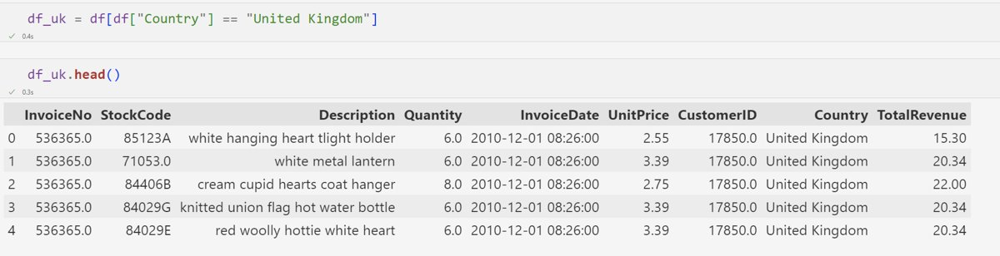 df_uk = df[df["Country"] == "United Kingdom"]
✓ 0.4s
df_uk.head()
✓ 0.3s
InvoiceNo StockCode Description Quantity InvoiceDate UnitPrice CustomerID Country TotalRevenue
0 536365.0 85123A white hanging heart tlight holder 6.0 2010-12-01 08:26:00 2.55 17850.0 United Kingdom 15.30
1 536365.0 71053.0 white metal lantern 6.0 2010-12-01 08:26:00 3.39 17850.0 United Kingdom 20.34
2 536365.0 84406B cream cupid hearts coat hanger 8.0 2010-12-01 08:26:00 2.75 17850.0 United Kingdom 22.00
3 536365.0 84029G knitted union flag hot water bottle 6.0 2010-12-01 08:26:00 3.39 17850.0 United Kingdom 20.34
4 536365.0 84029E red woolly hottie white heart 6.0 2010-12-01 08:26:00 3.39 17850.0 United Kingdom 20.34